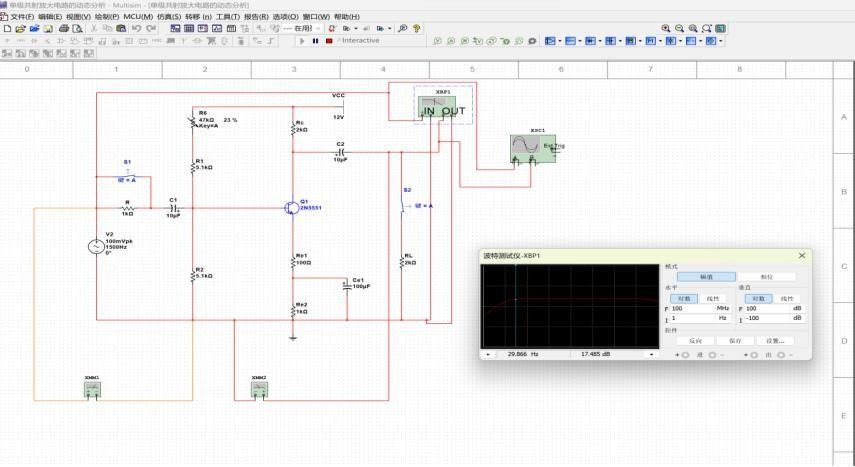 单级共射放大电路的动态分析 - Multisim - [单级共射放大电路的动态分析]
文件(F) 编辑(E) 视图(V) 绘制(P) MCU(M) 仿真(S) 转移(n) 工具(T) 报告(R) 选项(O) 窗口(W) 帮助(H)
--- 在用 ---
Interactive
0 1 2 3 4 5 6 7 8
A
B
C
D
E
XBP1
IN OUT
VCC
12V
R6
47kΩ 23 %
Key=A
Rc
2kΩ
XSC1
Ext Trig
C2
10μF
S1
键 = A
R1
5.1kΩ
S2
键 = A
R
1kΩ
C1
10μF
Q1
2N5551
V2
100mVpk
1500Hz
0°
Re1
100Ω
RL
2kΩ
R2
5.1kΩ
Ce1
100μF
Re2
1kΩ
XMM1
XMM2
波特测试仪-XBP1
模式
幅值 相位
水平 垂直
对数 线性 对数 线性
F 100 MHz F 100 dB
I 1 Hz I -100 dB
控件
反向 保存 设置...
29.866 Hz 17.485 dB
+ 进 - + 出 -